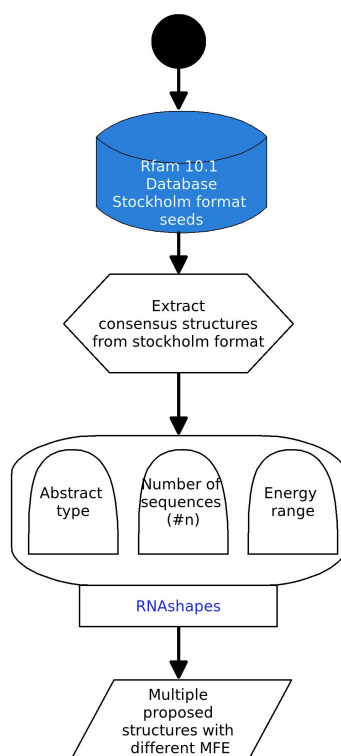 Rfam 10.1
Database
Stockholm format
seeds
Extract
consensus structures
from stockholm format
Abstract
type
Number of
sequences
(#n)
Energy
range
RNAshapes
Multiple
proposed
structures with
different MFE